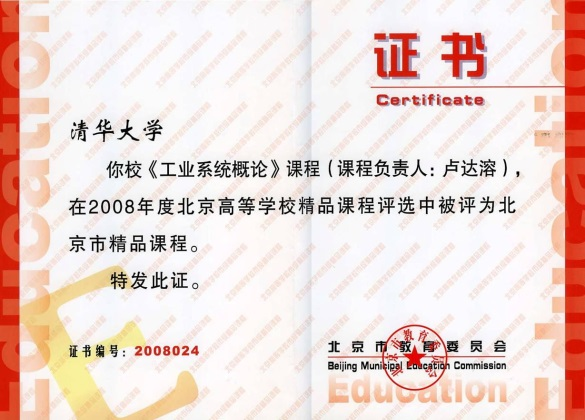 证书
Certificate
清华大学
你校《工业系统概论》课程(课程负责人:卢达溶),
在2008年度北京高等学校精品课程评选中被评为北
京市精品课程。
特发此证。
证书编号:2008024
北京市教育委员会
Beijing Municipal Education Commission
Education
Education
Education